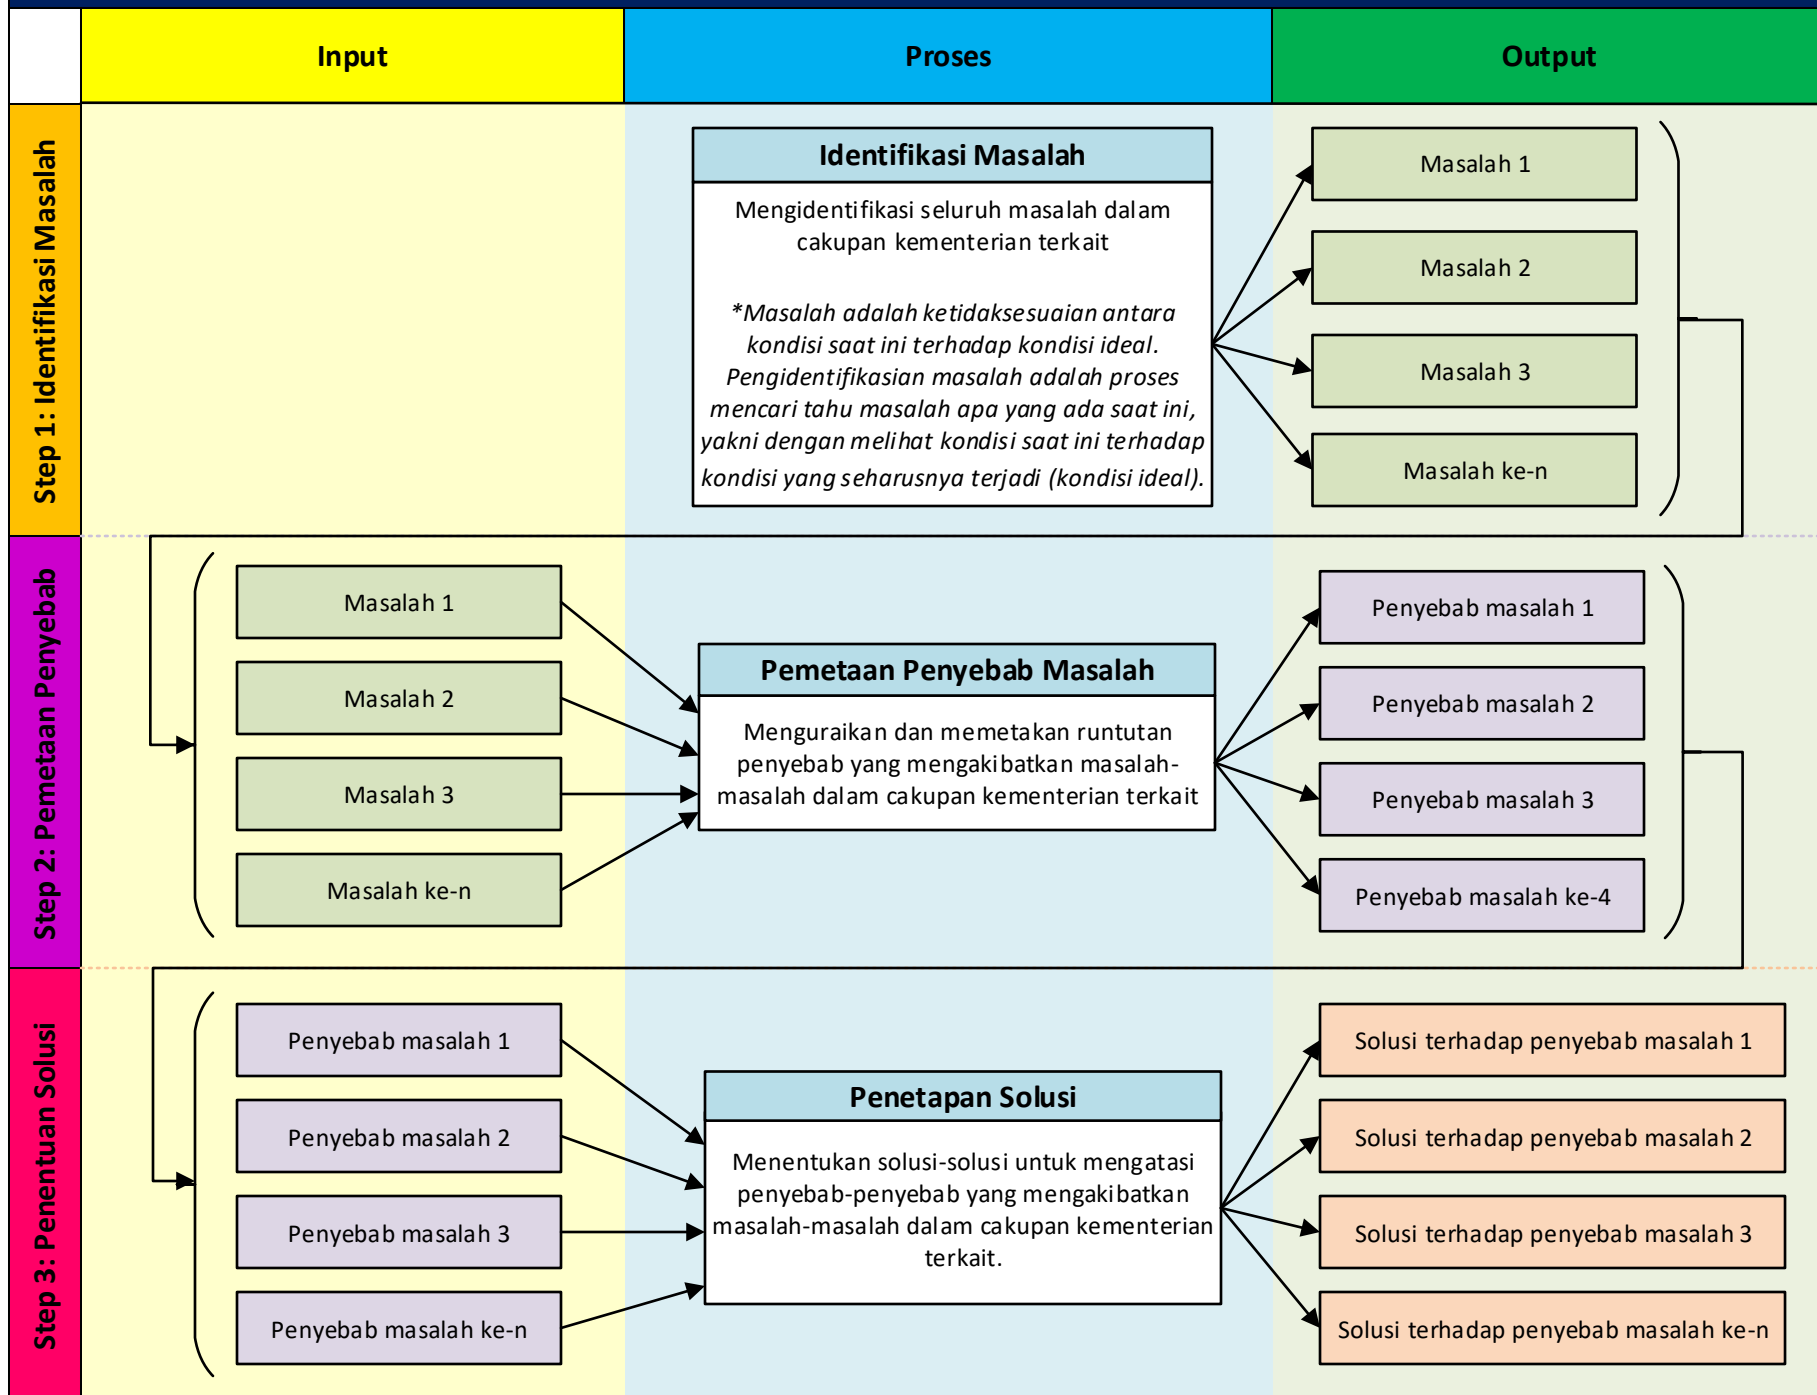 Input
Proses
Output
Step 1: Identifikasi Masalah
Identifikasi Masalah
Mengidentifikasi seluruh masalah dalam
cakupan kementerian terkait
*Masalah adalah ketidaksesuaian antara
kondisi saat ini terhadap kondisi ideal.
Pengidentifikasian masalah adalah proses
mencari tahu masalah apa yang ada saat ini,
yakni dengan melihat kondisi saat ini terhadap
kondisi yang seharusnya terjadi (kondisi ideal).
Masalah 1
Masalah 2
Masalah 3
Masalah ke-n
Step 2: Pemetaan Penyebab
Masalah 1
Masalah 2
Masalah 3
Masalah ke-n
Pemetaan Penyebab Masalah
Menguraikan dan memetakan runtutan
penyebab yang mengakibatkan masalah-
masalah dalam cakupan kementerian terkait
Penyebab masalah 1
Penyebab masalah 2
Penyebab masalah 3
Penyebab masalah ke-4
Step 3: Penentuan Solusi
Penyebab masalah 1
Penyebab masalah 2
Penyebab masalah 3
Penyebab masalah ke-n
Penetapan Solusi
Menentukan solusi-solusi untuk mengatasi
penyebab-penyebab yang mengakibatkan
masalah-masalah dalam cakupan kementerian
terkait.
Solusi terhadap penyebab masalah 1
Solusi terhadap penyebab masalah 2
Solusi terhadap penyebab masalah 3
Solusi terhadap penyebab masalah ke-n